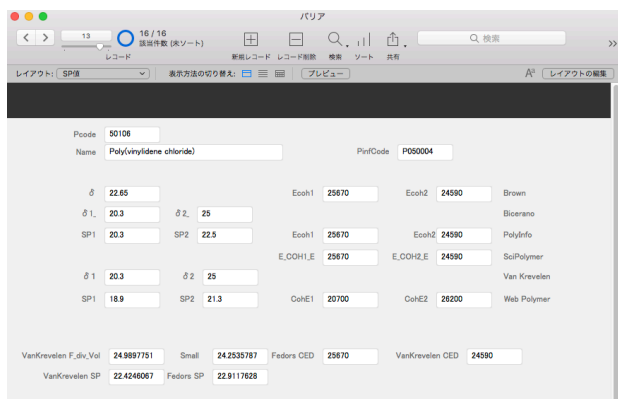 バリア
13
16 / 16
該当件数 (未ソート)
レコード
新規レコード レコード削除 検索 ソート 共有
検索
レイアウト: SP値 表示方法の切り替え: プレビュー Aª レイアウトの編集
Pcode 50106
Name Poly(vinylidene chloride) PinfCode P050004
δ 22.65 Ecoh1 25670 Ecoh2 24590 Brown
δ1_ 20.3 δ2_ 25 Bicerano
SP1 20.3 SP2 22.5 Ecoh1 25670 Ecoh2 24590 PolyInfo
E_COH1_E 25670 E_COH2_E 24590 SciPolymer
δ1 20.3 δ2 25 Van Krevelen
SP1 18.9 SP2 21.3 CohE1 20700 CohE2 26200 Web Polymer
VanKrevelen F_div_Vol 24.9897751 Small 24.2535787 Fedors CED 25670 VanKrevelen CED 24590
VanKrevelen SP 22.4246067 Fedors SP 22.9117628